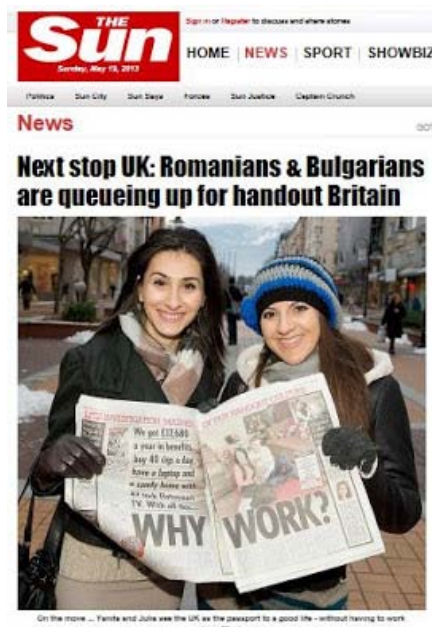 THE
Sun
Sunday, May 19, 2013
Sign in or Register to discuss and share stories
HOME | NEWS | SPORT | SHOWBIZ
Politics Sun City Sun Says Forces Sun Justice Captain Crunch
News
Next stop UK: Romanians & Bulgarians
are queueing up for handout Britain
We get £17,680
a year in benefits,
buy 40 cigs a day
have a laptop and
a comfy home with
TV. With all
WHY WORK?
On the move ... Yanita and Julia see the UK as the passport to a good life - without having to work